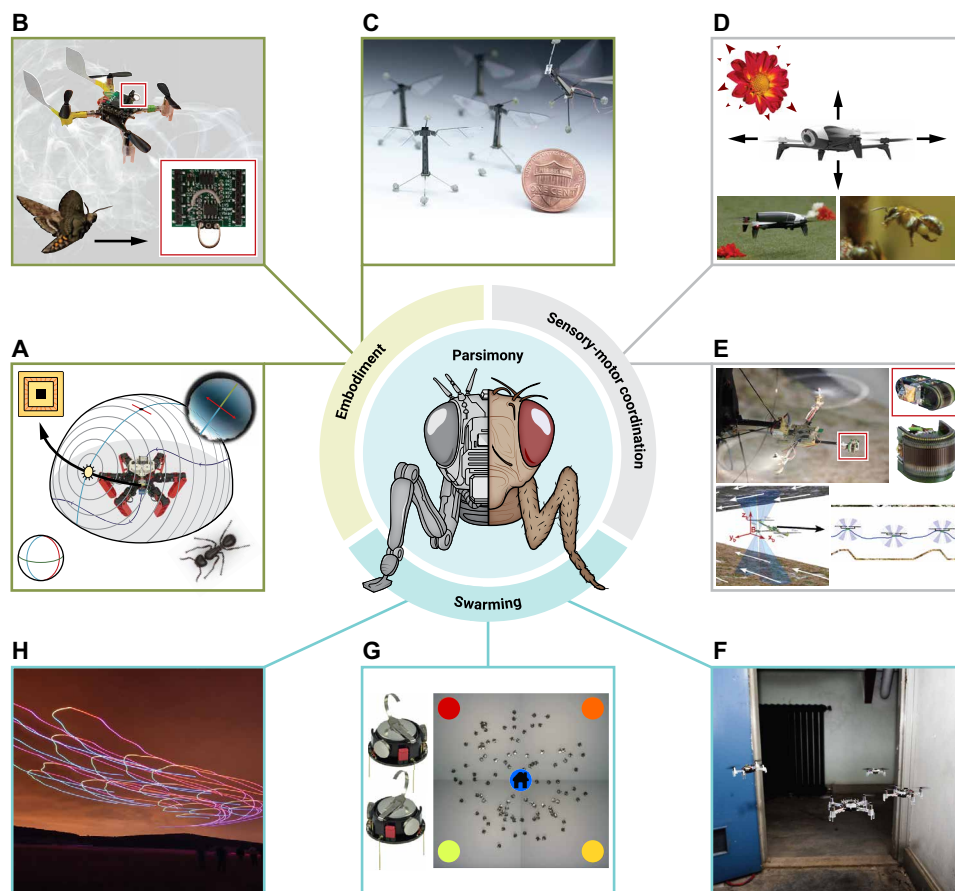 B
C
D
Embodiment
Parsimony
Sensory-motor
coordination
A
E
H
G
Swarming
F